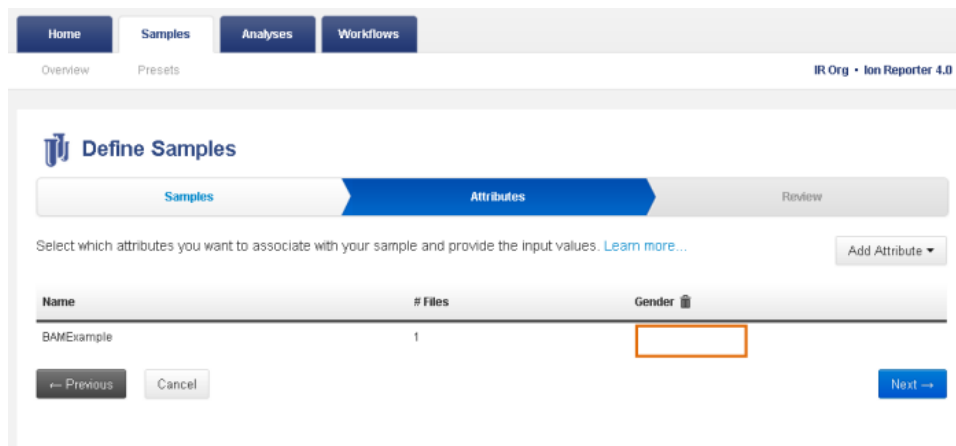 Home Samples Analyses Workflows
Overview Presets IR Org • Ion Reporter 4.0
Define Samples
Samples Attributes Review
Select which attributes you want to associate with your sample and provide the input values. Learn more...
Add Attribute
Name # Files Gender
BAMExample 1
← Previous Cancel Next →